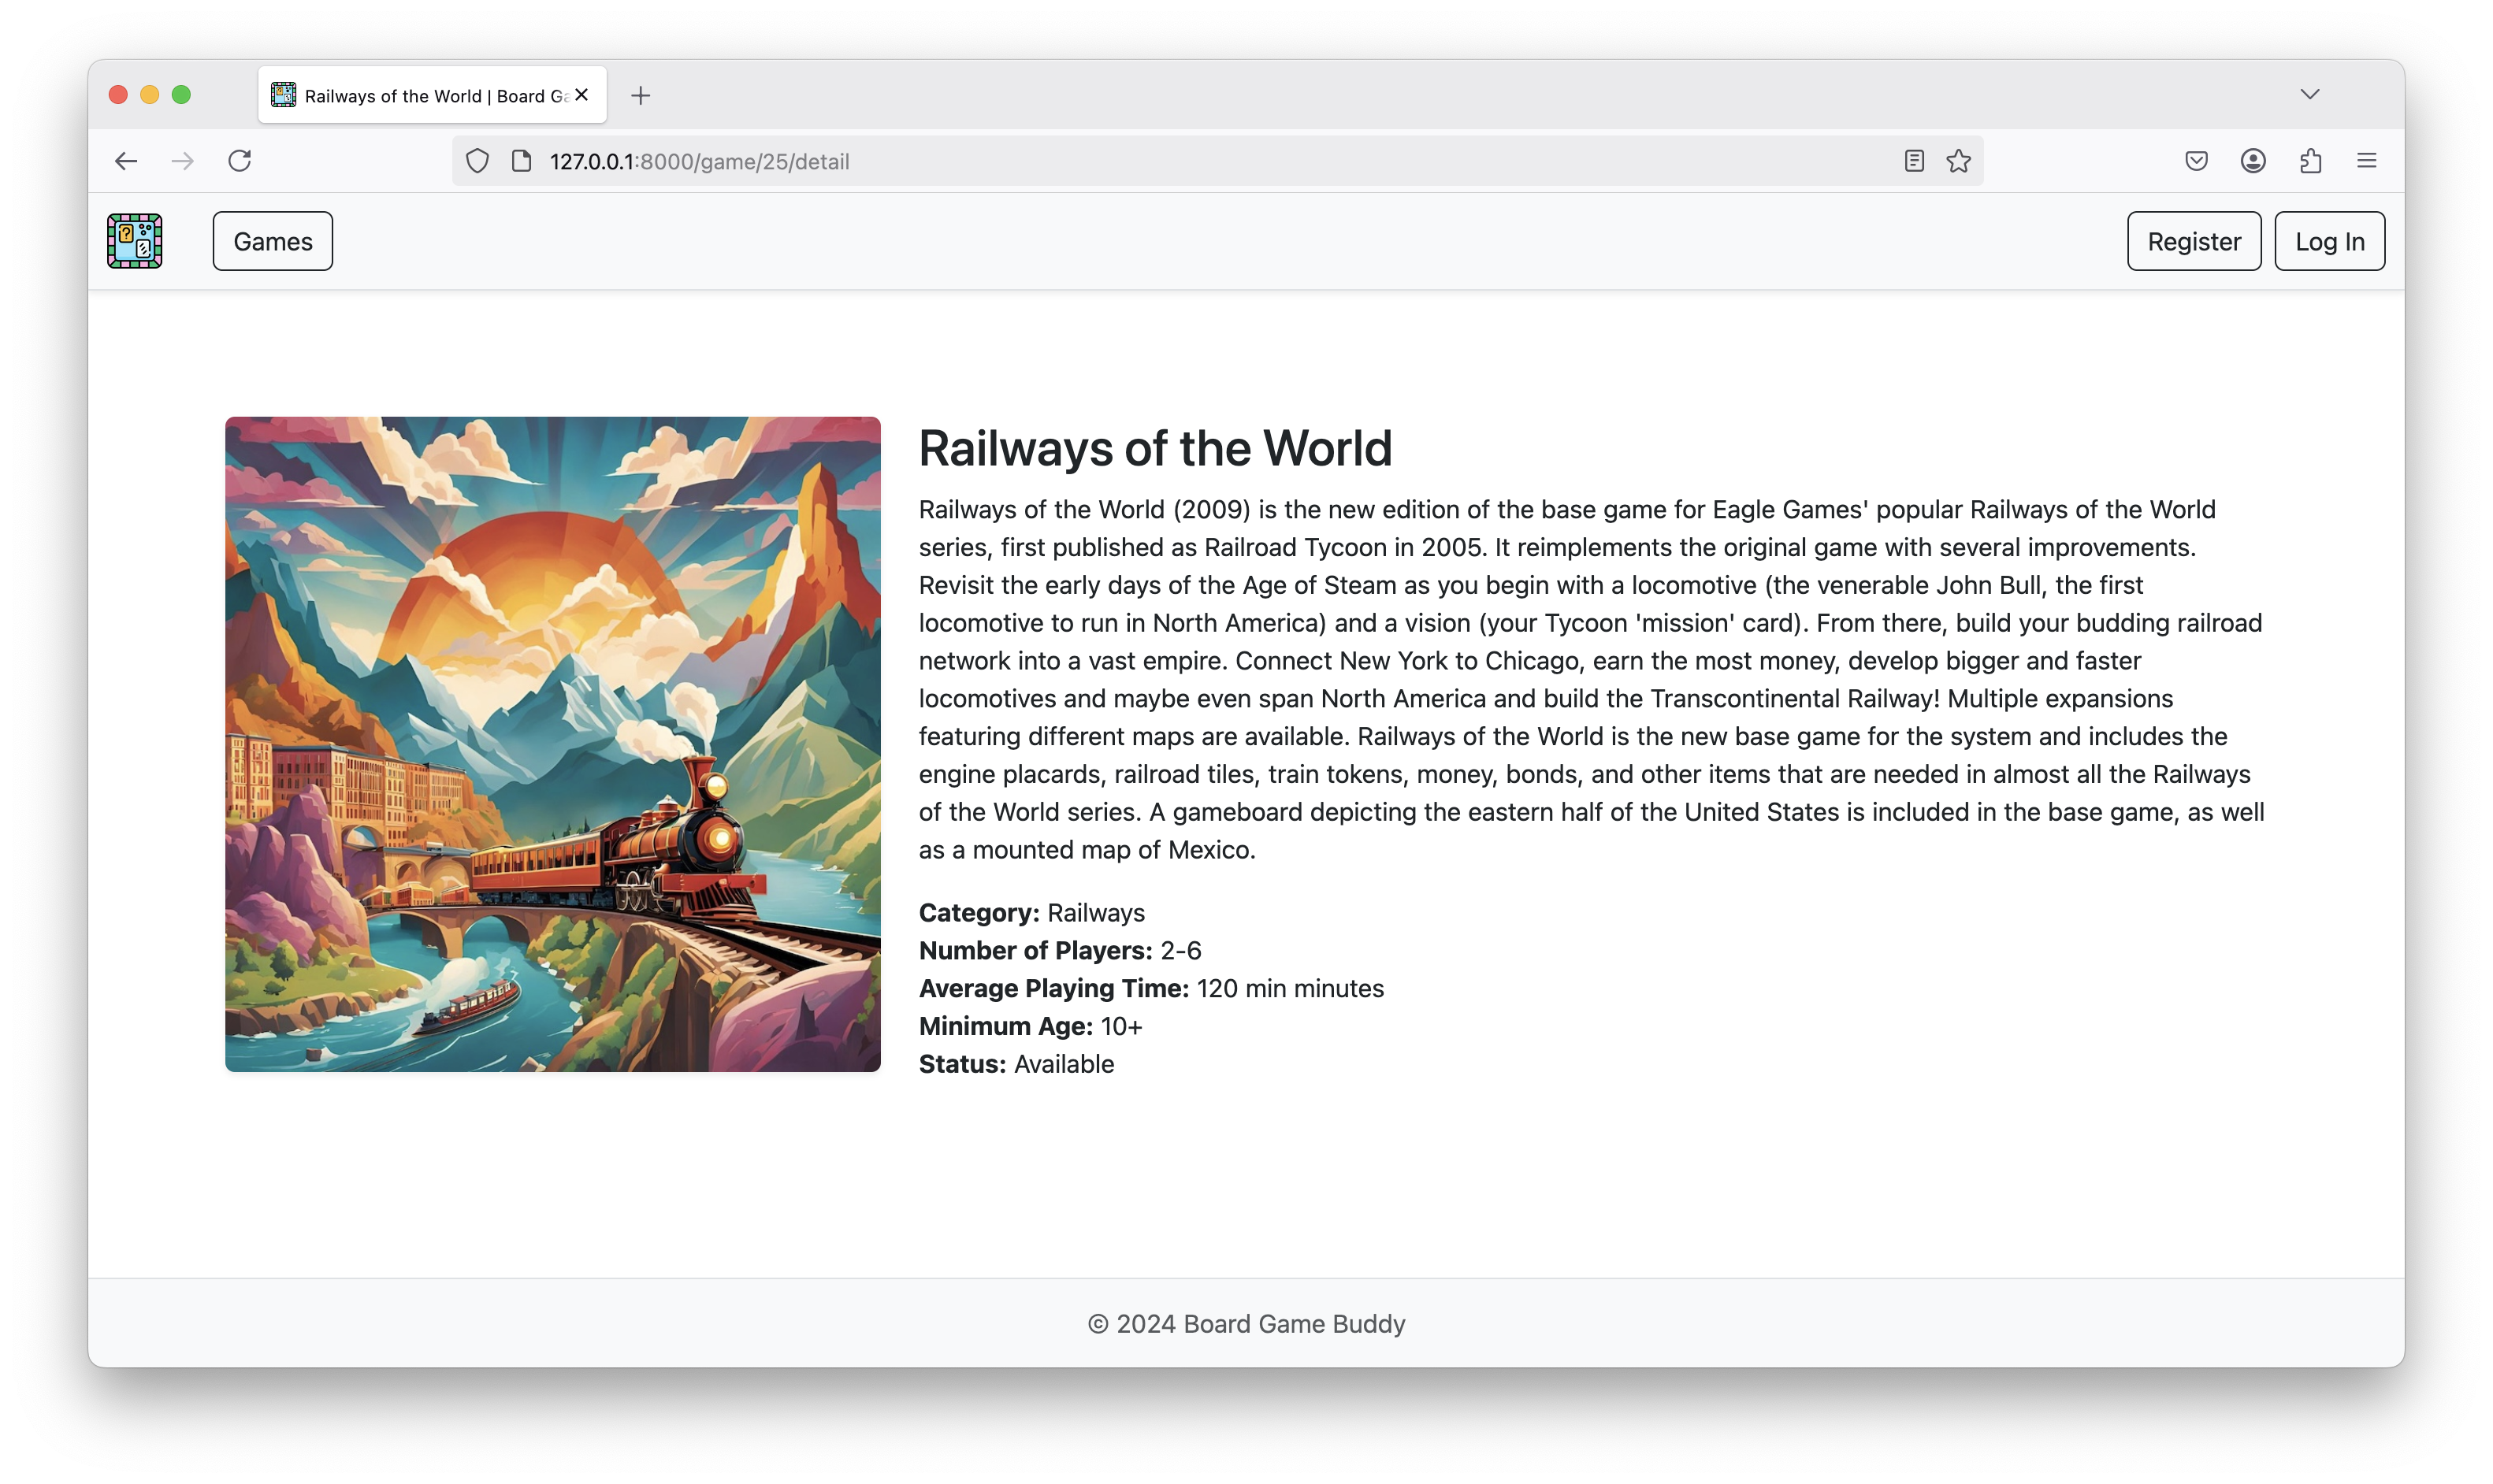 Railways of the World | Board Ga
127.0.0.1:8000/game/25/detail
Games
Register
Log In
Railways of the World
Railways of the World (2009) is the new edition of the base game for Eagle Games' popular Railways of the World
series, first published as Railroad Tycoon in 2005. It reimplements the original game with several improvements.
Revisit the early days of the Age of Steam as you begin with a locomotive (the venerable John Bull, the first
locomotive to run in North America) and a vision (your Tycoon 'mission' card). From there, build your budding railroad
network into a vast empire. Connect New York to Chicago, earn the most money, develop bigger and faster
locomotives and maybe even span North America and build the Transcontinental Railway! Multiple expansions
featuring different maps are available. Railways of the World is the new base game for the system and includes the
engine placards, railroad tiles, train tokens, money, bonds, and other items that are needed in almost all the Railways
of the World series. A gameboard depicting the eastern half of the United States is included in the base game, as well
as a mounted map of Mexico.
Category: Railways
Number of Players: 2-6
Average Playing Time: 120 min minutes
Minimum Age: 10+
Status: Available
© 2024 Board Game Buddy